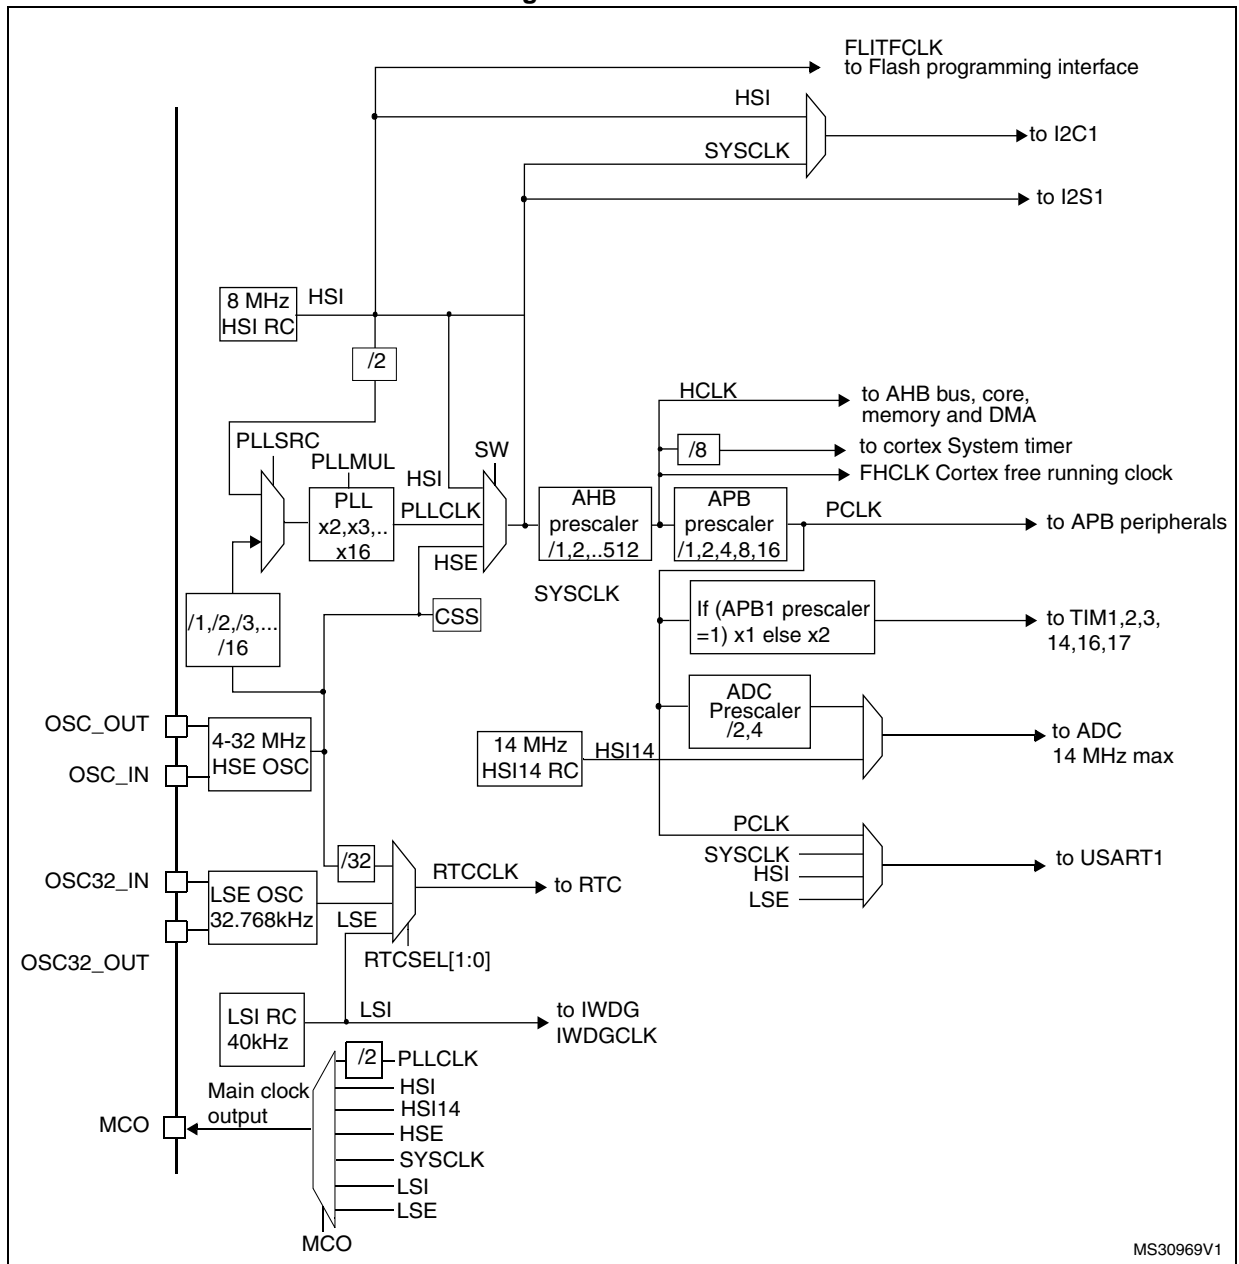 FLITFCLK
to Flash programming interface
HSI
to I2C1
SYSCLK
to I2S1
8 MHz
HSI RC
HSI
/2
HCLK
to AHB bus, core,
memory and DMA
/8
to cortex System timer
FHCLK Cortex free running clock
PLLSRC
PLLMUL
SW
HSI
PLL
x2,x3,..
x16
PLLCLK
HSE
AHB
prescaler
/1,2,..512
APB
prescaler
/1,2,4,8,16
PCLK
to APB peripherals
SYSCLK
CSS
/1,/2,/3,...
/16
If (APB1 prescaler
=1) x1 else x2
to TIM1,2,3,
14,16,17
OSC_OUT
OSC_IN
4-32 MHz
HSE OSC
14 MHz
HSI14 RC
HSI14
ADC
Prescaler
/2,4
to ADC
14 MHz max
PCLK
SYSCLK
HSI
LSE
to USART1
/32
RTCCLK
to RTC
OSC32_IN
LSE OSC
32.768kHz
LSE
RTCSEL[1:0]
OSC32_OUT
LSI RC
40kHz
LSI
to IWDG
IWDGCLK
/2
PLLCLK
HSI
HSI14
HSE
SYSCLK
LSI
LSE
Main clock
output
MCO
MCO
MS30969V1